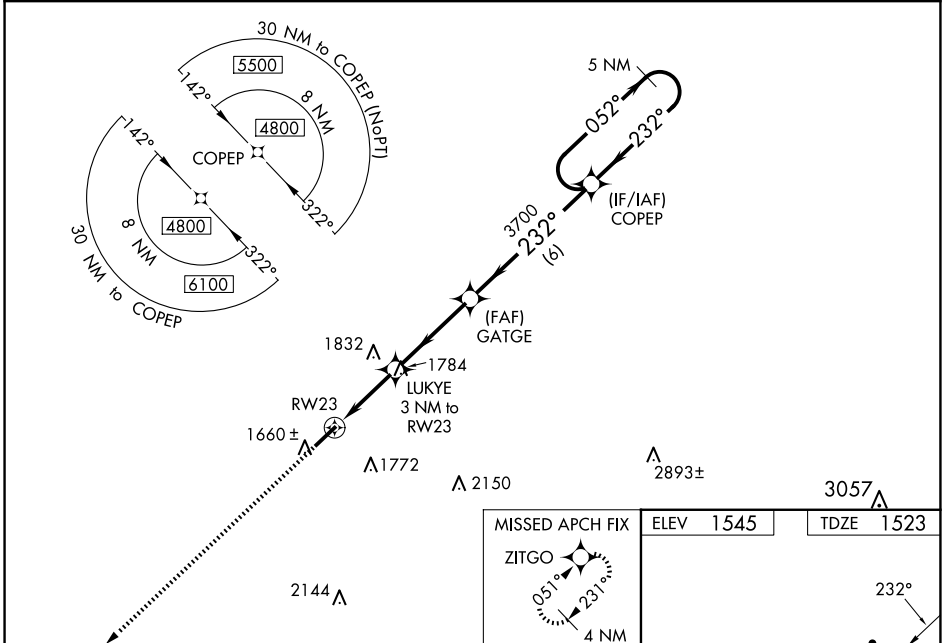 30 NM to COPEP (NoPT)
5500
142°
8 NM
4800
COPEP
322°
142°
4800
8 NM
322°
6100
30 NM to COPEP
5 NM
052°
232°
(IF/IAF)
COPEP
3700
232°
(6)
(FAF)
GATGE
1832
1784
LUKYE
3 NM to
RW23
RW23
1660 ±
1772
2150
2893±
3057
2144
MISSED APCH FIX
ZITGO
051°
231°
4 NM
ELEV 1545
TDZE 1523
232°